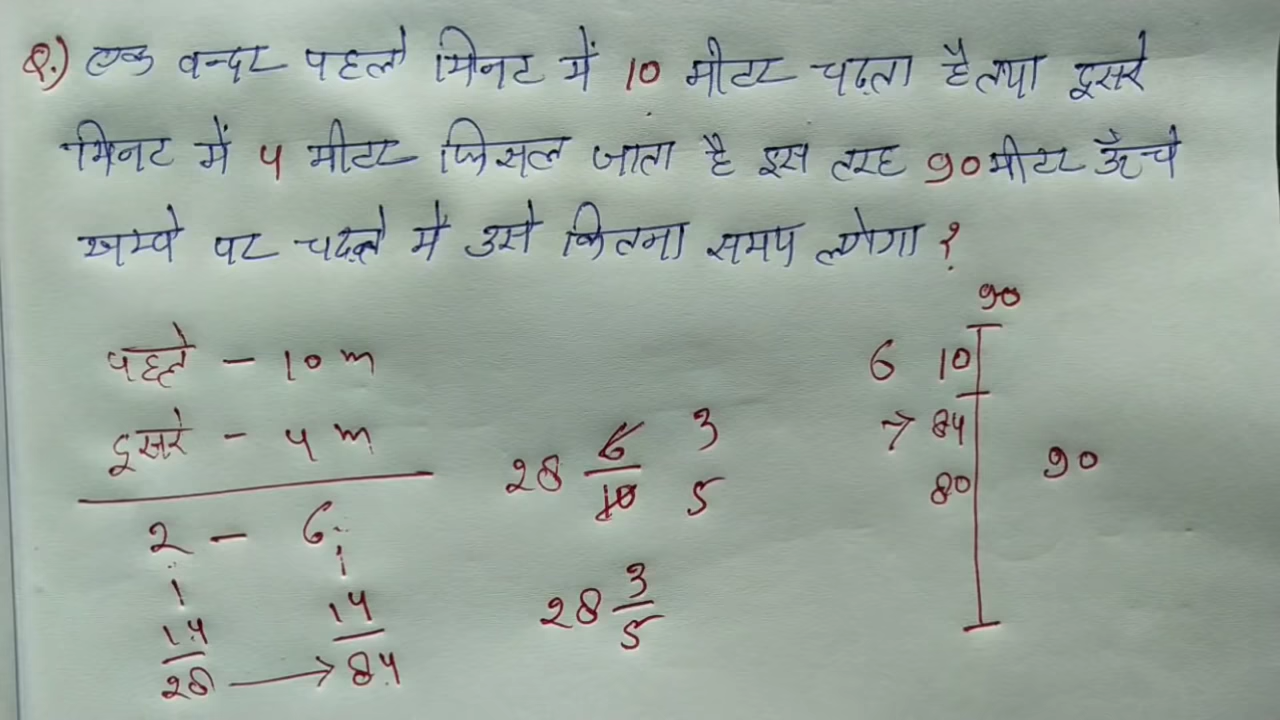 Q.) एक बन्दर पहले मिनट में 10 मीटर चढ़ता है तथा दूसरे
मिनट में 4 मीटर फिसल जाता है इस तरह 90 मीटर ऊँचे
खम्बे पर चढ़ने में उसे कितना समय लगेगा ?
पहले - 10 m
दूसरे - 4 m
2 - 6
14 14
28 → 84
28 6/10 3 5
28 3/5
90
6 10
→ 84
80
90